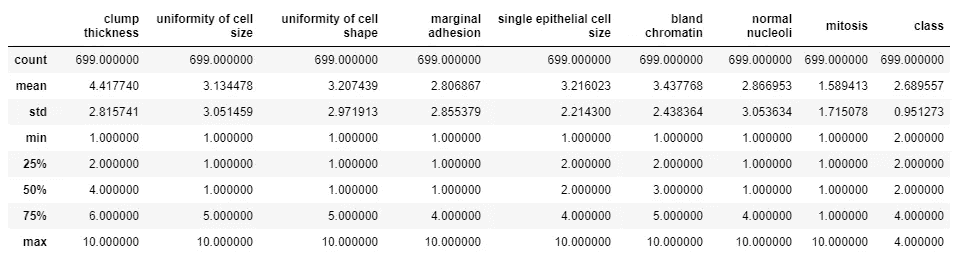 clump thickness uniformity of cell size uniformity of cell shape marginal adhesion single epithelial cell size bland chromatin normal nucleoli mitosis class
count 699.000000 699.000000 699.000000 699.000000 699.000000 699.000000 699.000000 699.000000 699.000000
mean 4.417740 3.134478 3.207439 2.806867 3.216023 3.437768 2.866953 1.589413 2.689557
std 2.815741 3.051459 2.971913 2.855379 2.214300 2.438364 3.053634 1.715078 0.951273
min 1.000000 1.000000 1.000000 1.000000 1.000000 1.000000 1.000000 1.000000 2.000000
25% 2.000000 1.000000 1.000000 1.000000 2.000000 2.000000 1.000000 1.000000 2.000000
50% 4.000000 1.000000 1.000000 1.000000 2.000000 3.000000 1.000000 1.000000 2.000000
75% 6.000000 5.000000 5.000000 4.000000 4.000000 5.000000 4.000000 1.000000 4.000000
max 10.000000 10.000000 10.000000 10.000000 10.000000 10.000000 10.000000 10.000000 4.000000